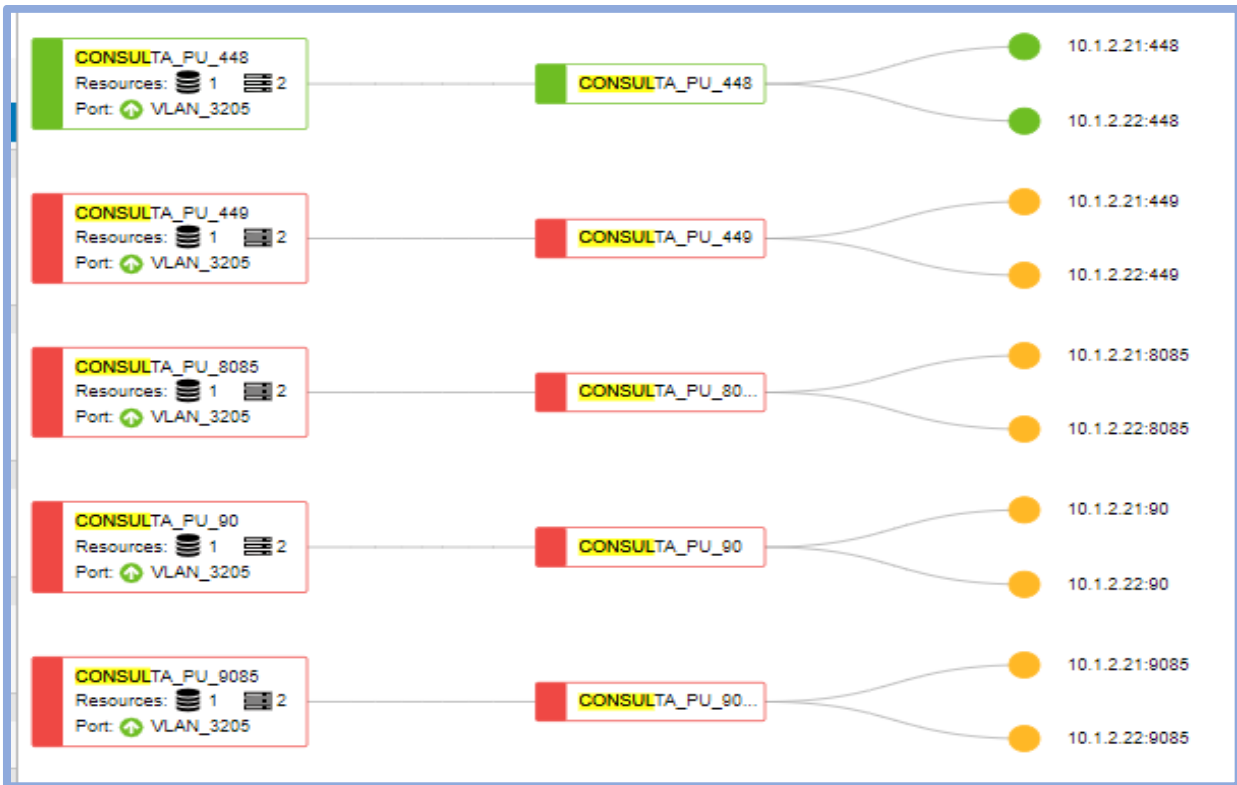 CONSULTA_PU_448
Resources: 1 2
Port: VLAN_3205
CONSULTA_PU_448
10.1.2.21:448
10.1.2.22:448
CONSULTA_PU_449
Resources: 1 2
Port: VLAN_3205
CONSULTA_PU_449
10.1.2.21:449
10.1.2.22:449
CONSULTA_PU_8085
Resources: 1 2
Port: VLAN_3205
CONSULTA_PU_80...
10.1.2.21:8085
10.1.2.22:8085
CONSULTA_PU_90
Resources: 1 2
Port: VLAN_3205
CONSULTA_PU_90
10.1.2.21:90
10.1.2.22:90
CONSULTA_PU_9085
Resources: 1 2
Port: VLAN_3205
CONSULTA_PU_90...
10.1.2.21:9085
10.1.2.22:9085